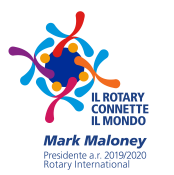 IL ROTARY
CONNETTE
IL MONDO
Mark Maloney
Presidente a.r. 2019/2020
Rotary International